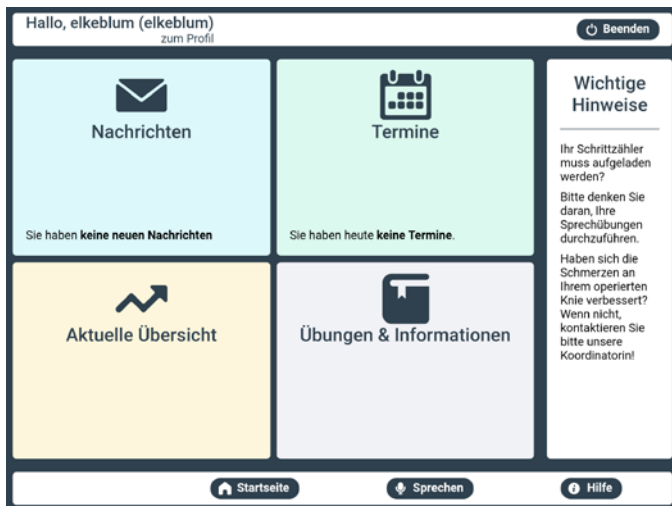 Hallo, elkeblum (elkeblum)
zum Profil
Beenden
Nachrichten
Sie haben keine neuen Nachrichten
Termine
Sie haben heute keine Termine.
Aktuelle Übersicht
Übungen & Informationen
Wichtige
Hinweise
Ihr Schrittzähler
muss aufgeladen
werden?
Bitte denken Sie
daran, Ihre
Sprechübungen
durchzuführen.
Haben sich die
Schmerzen an
Ihrem operierten
Knie verbessert?
Wenn nicht,
kontaktieren Sie
bitte unsere
Koordinatorin!
Startseite
Sprechen
Hilfe